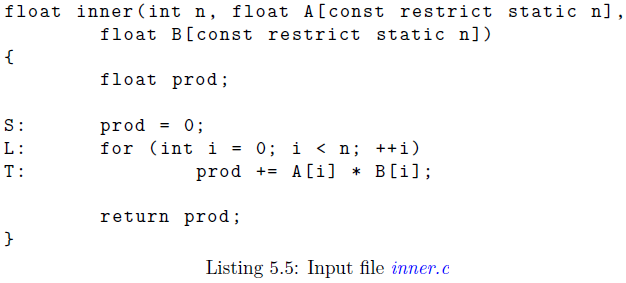 float inner(int n, float A[const restrict static n],
        float B[const restrict static n])
{
        float prod;

S:      prod = 0;
L:      for (int i = 0; i < n; ++i)
T:              prod += A[i] * B[i];

        return prod;
}
Listing 5.5: Input file inner.c